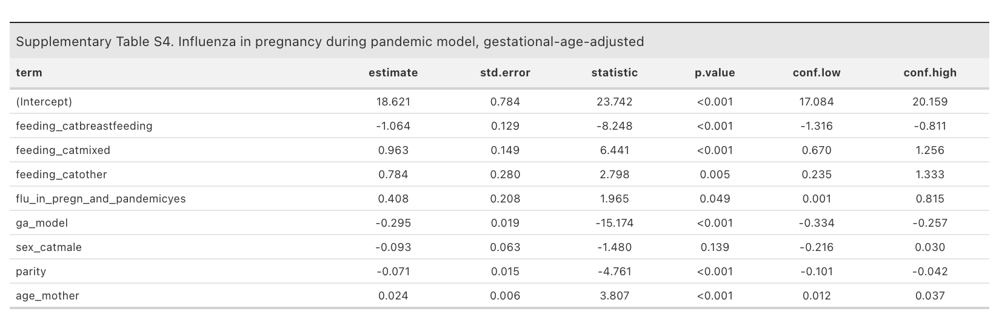 Supplementary Table S4. Influenza in pregnancy during pandemic model, gestational-age-adjusted
term estimate std.error statistic p.value conf.low conf.high
(Intercept) 18.621 0.784 23.742 <0.001 17.084 20.159
feeding_catbreastfeeding -1.064 0.129 -8.248 <0.001 -1.316 -0.811
feeding_catmixed 0.963 0.149 6.441 <0.001 0.670 1.256
feeding_catother 0.784 0.280 2.798 0.005 0.235 1.333
flu_in_pregn_and_pandemicyes 0.408 0.208 1.965 0.049 0.001 0.815
ga_model -0.295 0.019 -15.174 <0.001 -0.334 -0.257
sex_catmale -0.093 0.063 -1.480 0.139 -0.216 0.030
parity -0.071 0.015 -4.761 <0.001 -0.101 -0.042
age_mother 0.024 0.006 3.807 <0.001 0.012 0.037